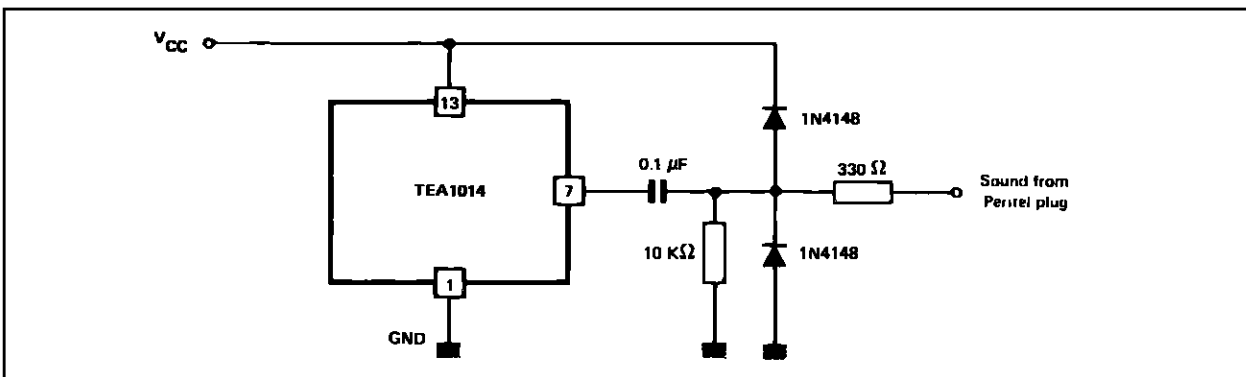 VCC
13
1N4148
0.1 µF
330 Ω
TEA1014
7
Sound from
Peritel plug
10 KΩ
1N4148
1
GND